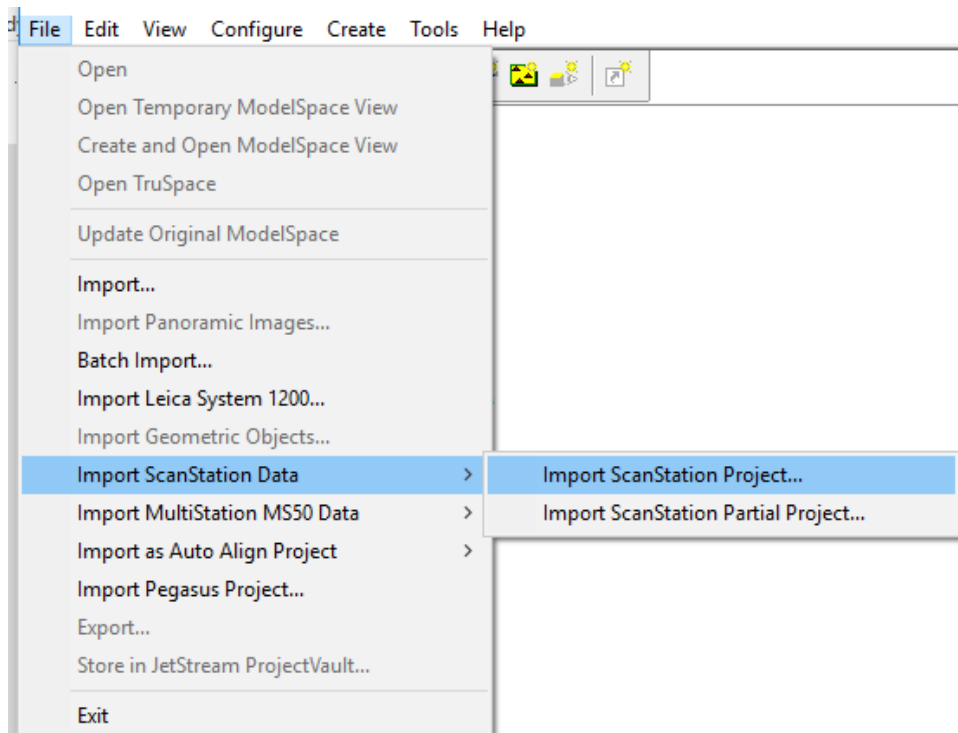 File Edit View Configure Create Tools Help
Open
Open Temporary ModelSpace View
Create and Open ModelSpace View
Open TruSpace
Update Original ModelSpace
Import...
Import Panoramic Images...
Batch Import...
Import Leica System 1200...
Import Geometric Objects...
Import ScanStation Data
Import ScanStation Project...
Import MultiStation MS50 Data
Import ScanStation Partial Project...
Import as Auto Align Project
Import Pegasus Project...
Export...
Store in JetStream ProjectVault...
Exit